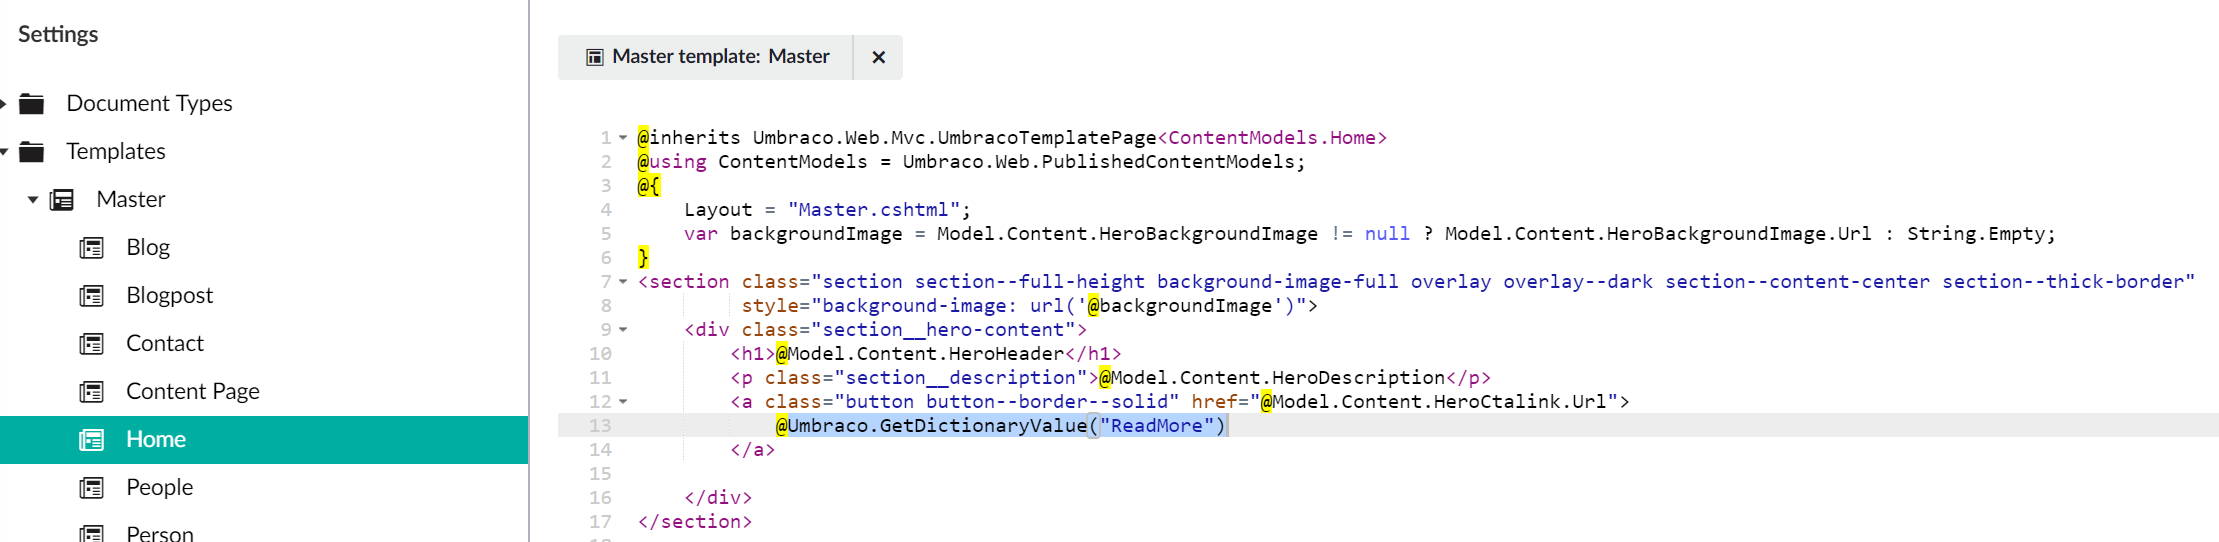 Settings
Document Types
Templates
Master
Blog
Blogpost
Contact
Content Page
Home
People
Person
Master template: Master ×
1 @inherits Umbraco.Web.Mvc.UmbracoTemplatePage<ContentModels.Home>
2 @using ContentModels = Umbraco.Web.PublishedContentModels;
3 @{
4     Layout = "Master.cshtml";
5     var backgroundImage = Model.Content.HeroBackgroundImage != null ? Model.Content.HeroBackgroundImage.Url : String.Empty;
6 }
7 <section class="section section--full-height background-image-full overlay overlay--dark section--content-center section--thick-border"
8          style="background-image: url('@backgroundImage')">
9     <div class="section__hero-content">
10         <h1>@Model.Content.HeroHeader</h1>
11         <p class="section__description">@Model.Content.HeroDescription</p>
12         <a class="button button--border--solid" href="@Model.Content.HeroCtalink.Url">
13             @Umbraco.GetDictionaryValue("ReadMore")
14         </a>
15
16     </div>
17 </section>